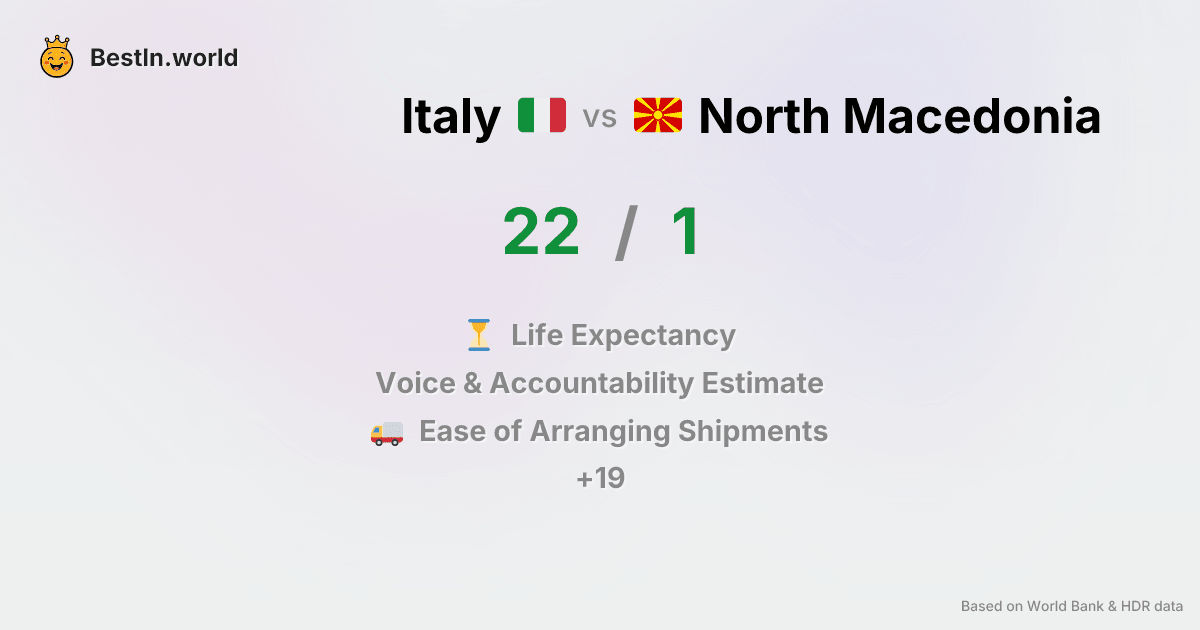 BestIn.world
Italy vs North Macedonia
22 / 1
Life Expectancy
Voice & Accountability Estimate
Ease of Arranging Shipments
+19
Based on World Bank & HDR data